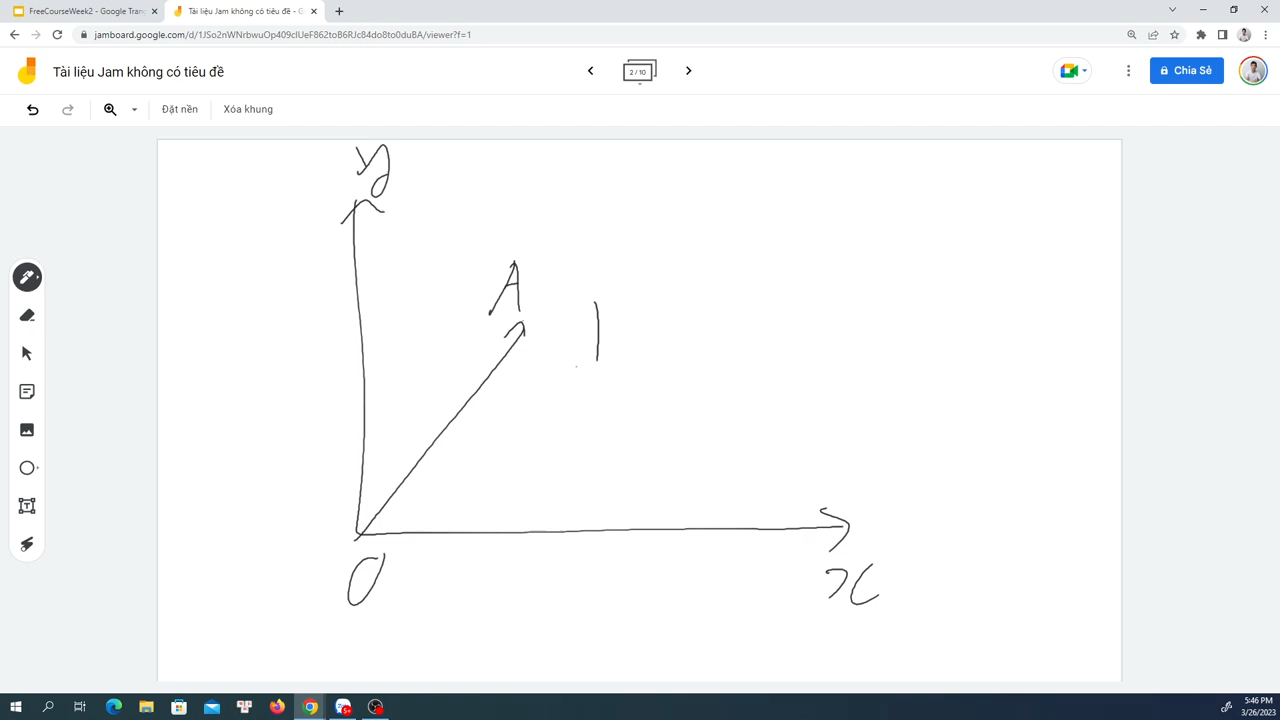 FreeCourseWeek2 - Google Trang
Tài liệu Jam không có tiêu đề - G
jamboard.google.com/d/1JSo2nWNrbwuOp409cIUeF862toB6RJc84do8to0duBA/viewer?f=1
Tài liệu Jam không có tiêu đề
2 / 10
Chia Sẻ
Đặt nền
Xóa khung
y
A
O
x
5:46 PM
3/26/2023